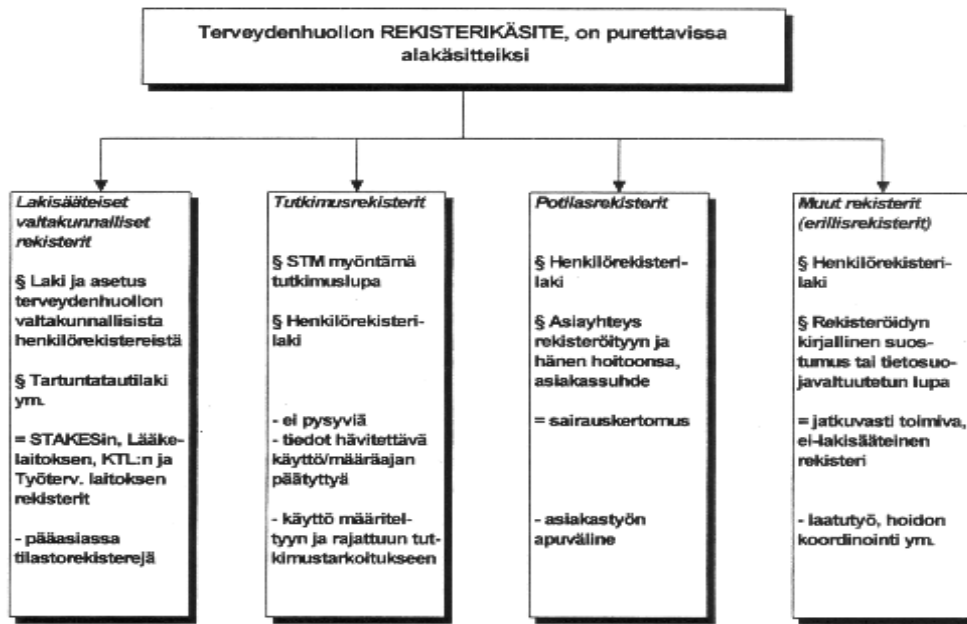 Terveydenhuollon REKISTERIKÄSITE, on purettavissa
alakäsitteiksi
Lakisääteiset
valtakunnalliset
rekisterit
§ Laki ja asetus
terveydenhuollon
valtakunnallisista
henkilörekistereistä
§ Tartuntatautilaki
ym.
= STAKESin, Lääke-
laitoksen, KTL:n ja
Työterv. laitoksen
rekisterit
- pääasiassa
tilastorekisterejä
Tutkimusrekisterit
§ STM myöntämä
tutkimuslupa
§ Henkilörekisteri-
laki
- ei pysyviä
- tiedot hävitettävä
käyttö/määräajan
päätyttyä
- käyttö määritel-
tyyn ja rajattuun tut-
kimustarkoitukseen
Potilasrekisterit
§ Henkilörekisteri-
laki
§ Asiayhteys
rekisteröityyn ja
hänen hoitoonsa,
asiakassuhde
= sairauskertomus
- asiakastyön
apuväline
Muut rekisterit
(erillisrekisterit)
§ Henkilörekisteri-
laki
§ Rekisteröidyn
kirjallinen suos-
tumus tai tietosuo-
javaltuutetun lupa
= jatkuvasti toimiva,
ei-lakisääteinen
rekisteri
- laatutyö, hoidon
koordinointi ym.